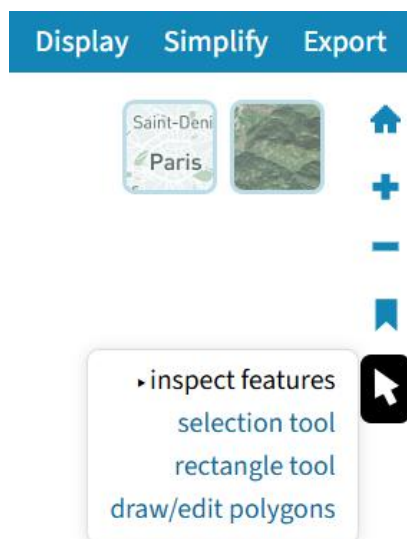 Display Simplify Export
Saint-Deni
Paris
▸ inspect features
selection tool
rectangle tool
draw/edit polygons